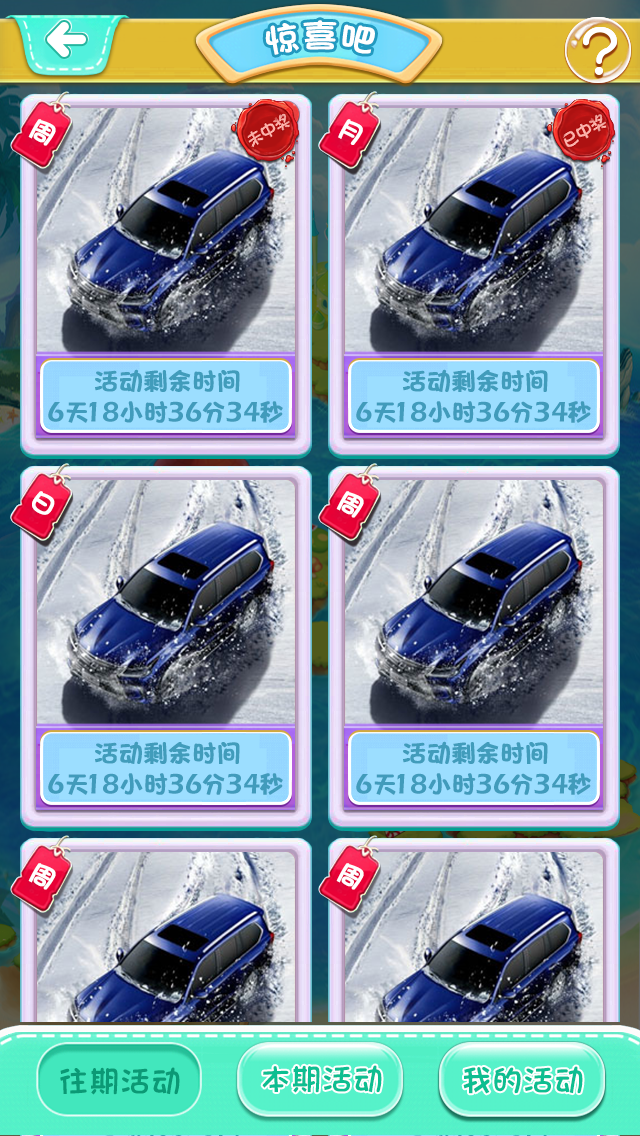 惊喜吧
?
周
未中奖
月
已中奖
活动剩余时间
6天18小时36分34秒
活动剩余时间
6天18小时36分34秒
日
周
活动剩余时间
6天18小时36分34秒
活动剩余时间
6天18小时36分34秒
周
周
往期活动
本期活动
我的活动